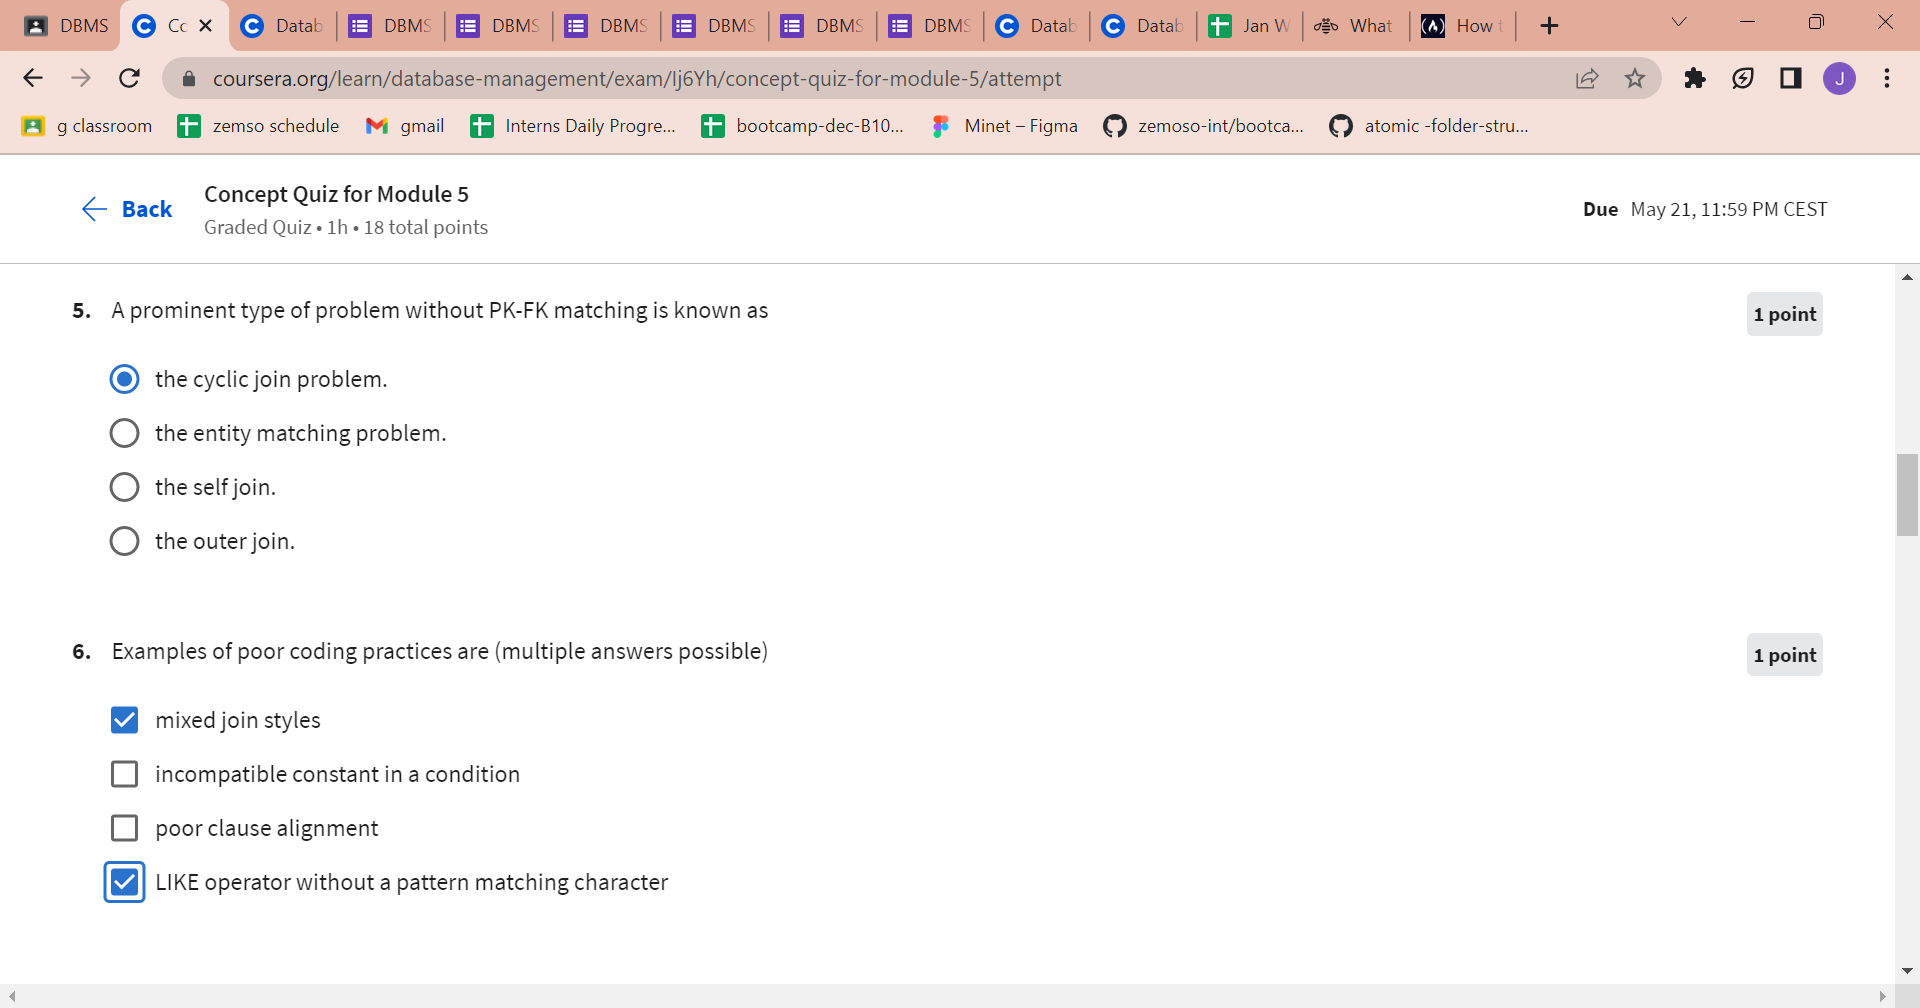 DBMS
Cc
Datab
DBMS
DBMS
DBMS
DBMS
DBMS
DBMS
Datab
Datab
Jan W
What
How t
coursera.org/learn/database-management/exam/Ij6Yh/concept-quiz-for-module-5/attempt
J
g classroom
zemso schedule
gmail
Interns Daily Progre...
bootcamp-dec-B10...
Minet – Figma
zemoso-int/bootca...
atomic -folder-stru...
Back
Concept Quiz for Module 5
Graded Quiz • 1h • 18 total points
Due May 21, 11:59 PM CEST
5. A prominent type of problem without PK-FK matching is known as
1 point
the cyclic join problem.
the entity matching problem.
the self join.
the outer join.
6. Examples of poor coding practices are (multiple answers possible)
1 point
mixed join styles
incompatible constant in a condition
poor clause alignment
LIKE operator without a pattern matching character